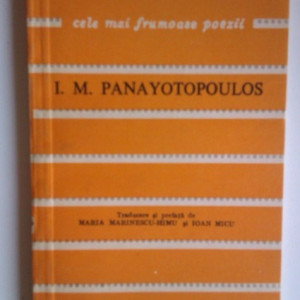 cele mai frumoase poezii
I. M. PANAYOTOPOULOS
Traducere și prefață de
MARIA MARINESCU-HIMU și IOAN MICU